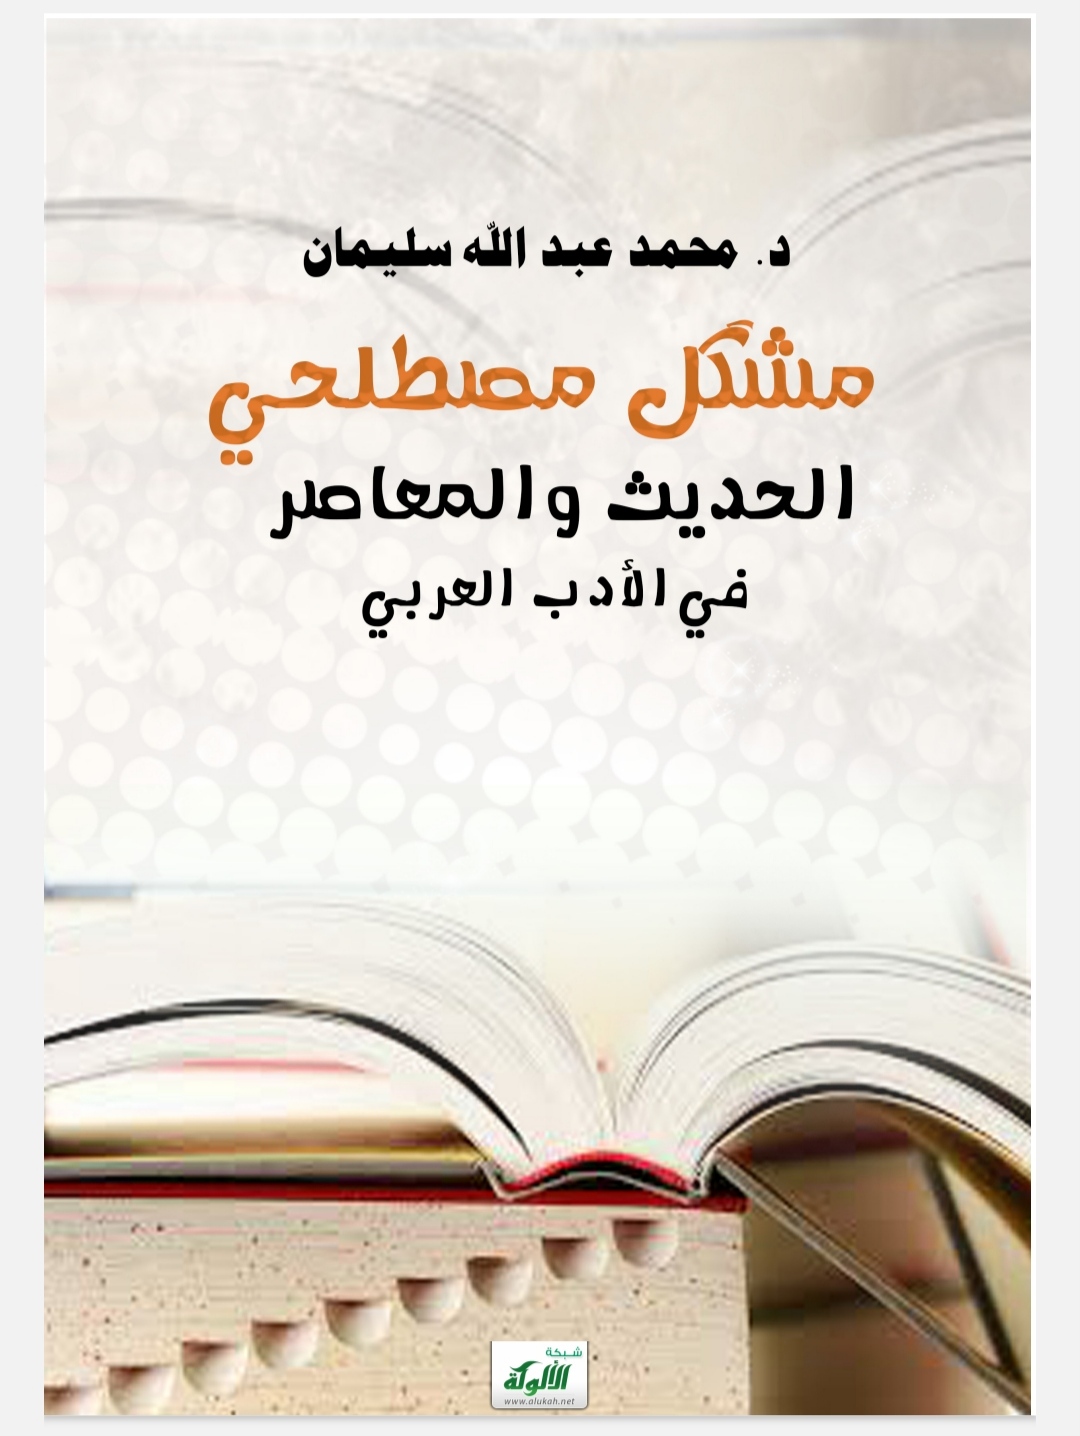 د. محمد عبد الله سليمان
مشكل مصطلحي
الحديث والمعاصر
في الأدب العربي
شبكة
الألوكة
www.alukah.net